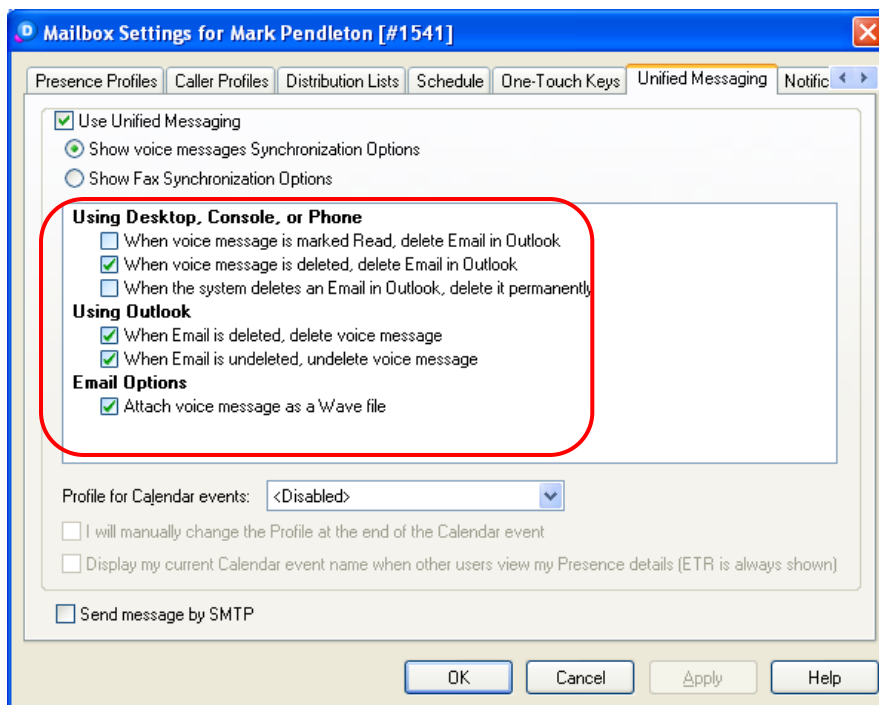 Mailbox Settings for Mark Pendleton [#1541]
Presence Profiles Caller Profiles Distribution Lists Schedule One-Touch Keys Unified Messaging Notific
Use Unified Messaging
Show voice messages Synchronization Options
Show Fax Synchronization Options
Using Desktop, Console, or Phone
When voice message is marked Read, delete Email in Outlook
When voice message is deleted, delete Email in Outlook
When the system deletes an Email in Outlook, delete it permanently
Using Outlook
When Email is deleted, delete voice message
When Email is undeleted, undelete voice message
Email Options
Attach voice message as a Wave file
Profile for Calendar events: <Disabled>
I will manually change the Profile at the end of the Calendar event
Display my current Calendar event name when other users view my Presence details (ETR is always shown)
Send message by SMTP
OK Cancel Apply Help